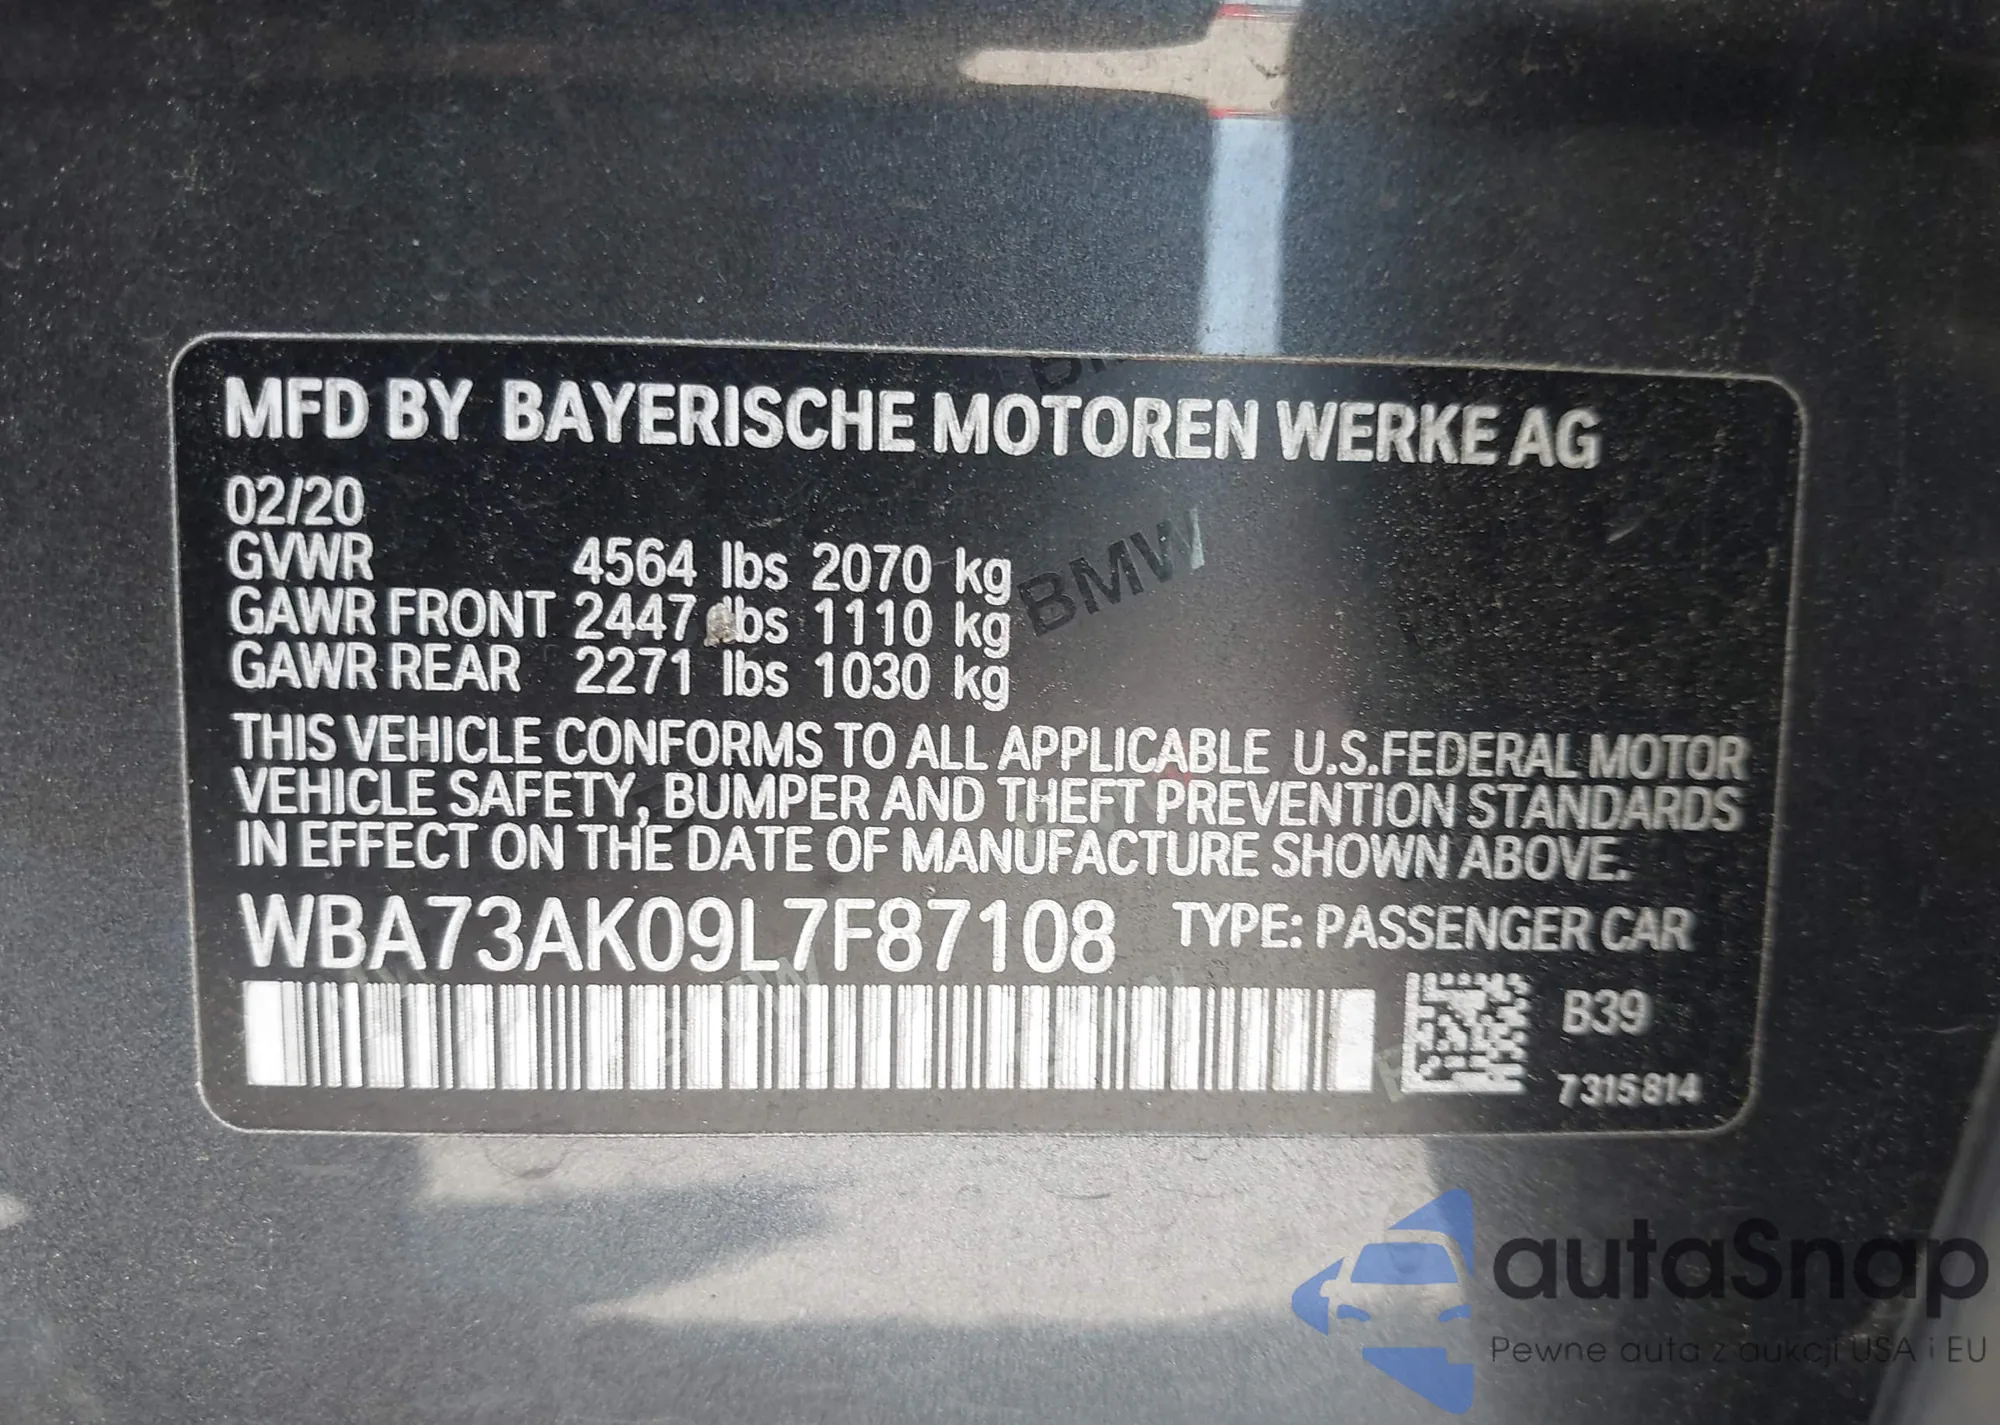 MFD BY BAYERISCHE MOTOREN WERKE AG
02/20
GVWR 4564 lbs 2070 kg
GAWR FRONT 2447 lbs 1110 kg
GAWR REAR 2271 lbs 1030 kg
THIS VEHICLE CONFORMS TO ALL APPLICABLE U.S.FEDERAL MOTOR
VEHICLE SAFETY, BUMPER AND THEFT PREVENTION STANDARDS
IN EFFECT ON THE DATE OF MANUFACTURE SHOWN ABOVE.
WBA73AK09L7F87108 TYPE: PASSENGER CAR
B39
7315814
BMW
autaSnap
Pewne auta z aukcji USA i EU